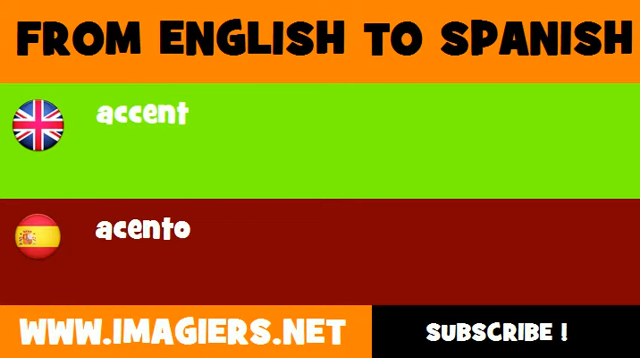 FROM ENGLISH TO SPANISH
accent
acento
WWW.IMAGIERS.NET
SUBSCRIBE !